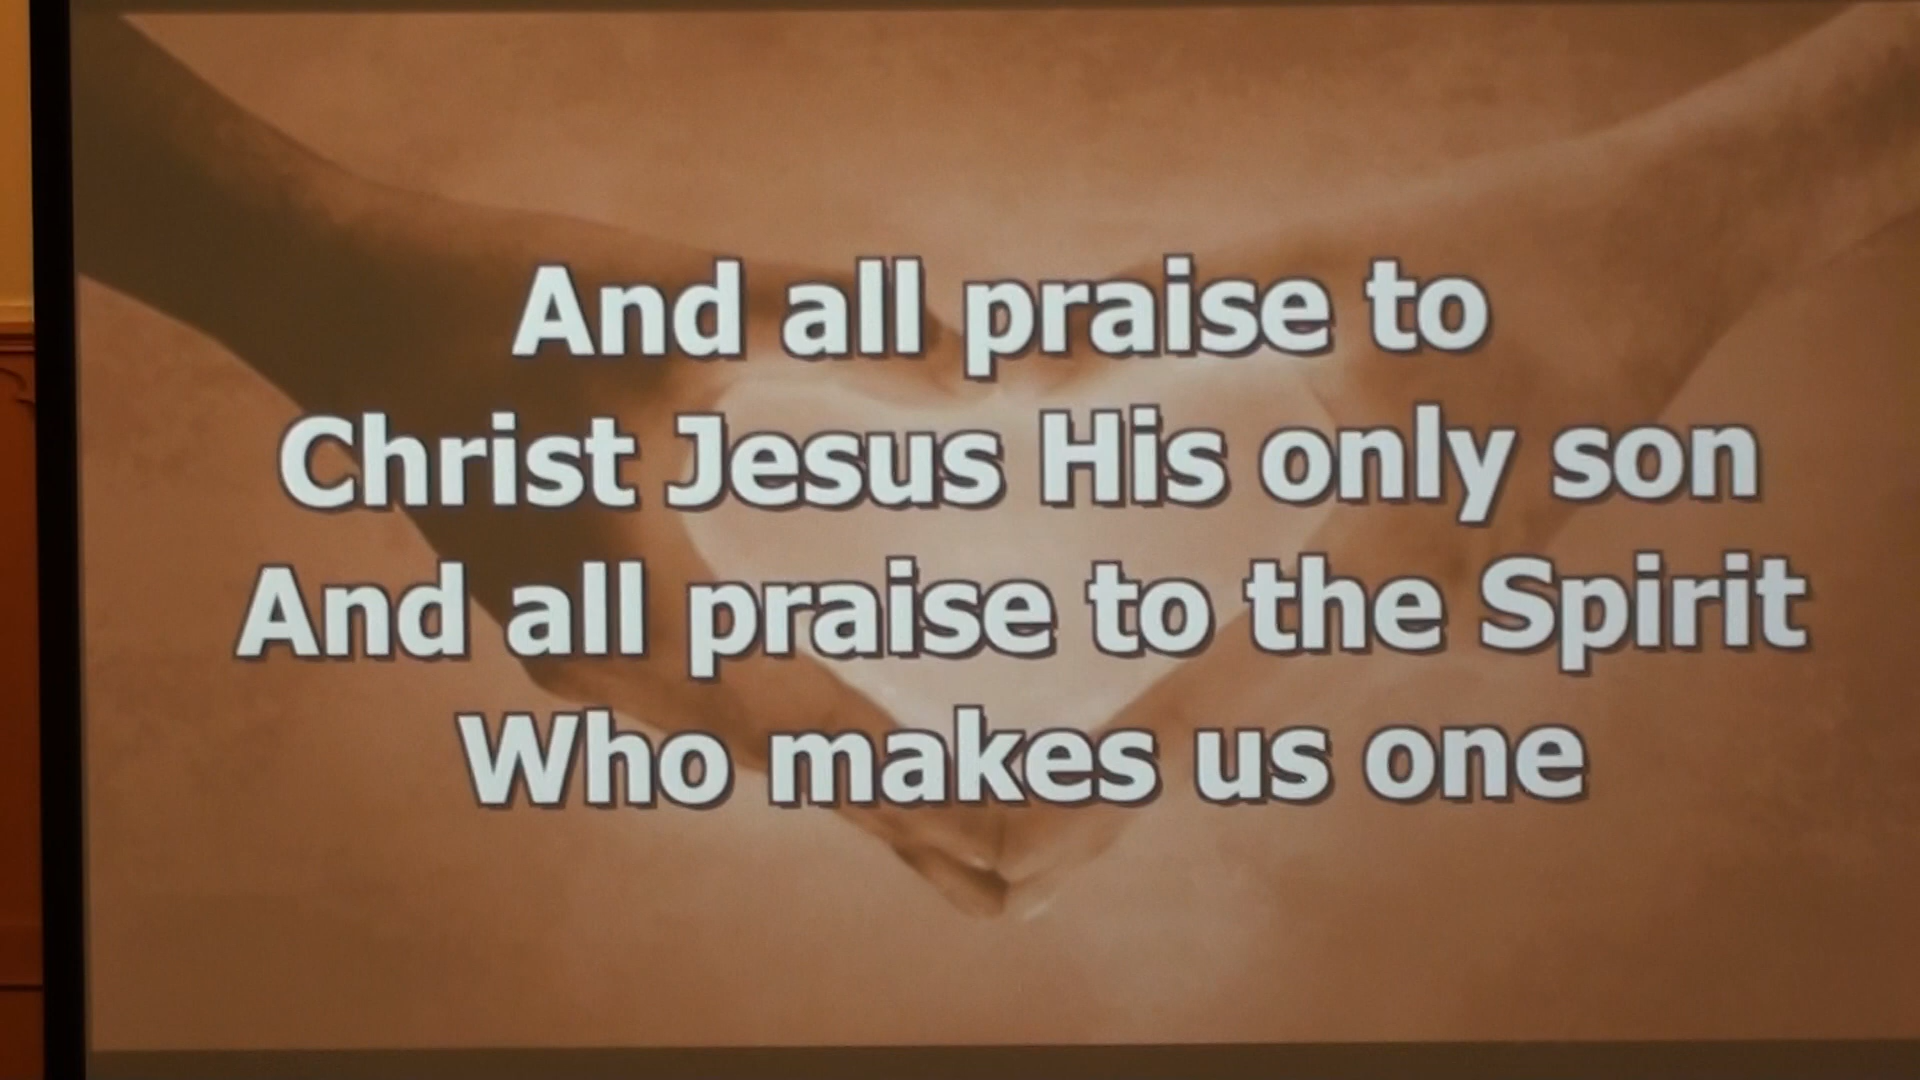 And all praise to
Christ Jesus His only son
And all praise to the Spirit
Who makes us one